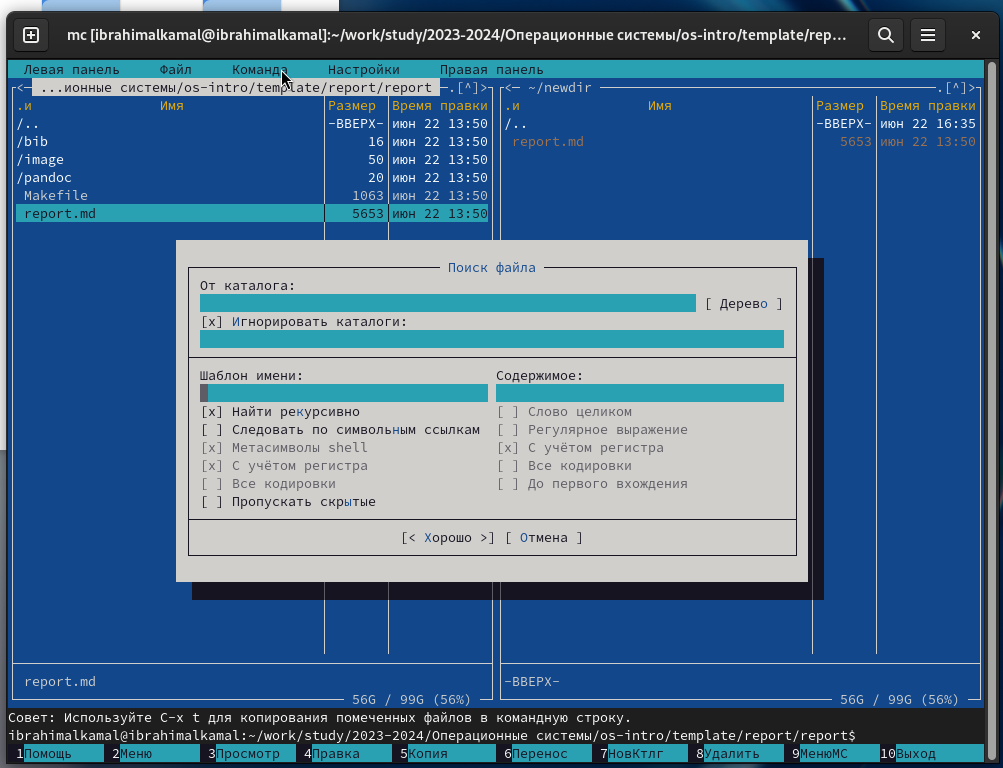 mc [ibrahimalkamal@ibrahimalkamal]:~/work/study/2023-2024/Операционные системы/os-intro/template/rep...
Левая панель Файл Команда Настройки Правая панель
<— ...ионные системы/os-intro/template/report/report —.[^]>
.и Имя Размер Время правки
/.. -ВВЕРХ- июн 22 13:50
/bib 16 июн 22 13:50
/image 50 июн 22 13:50
/pandoc 20 июн 22 13:50
Makefile 1063 июн 22 13:50
report.md 5653 июн 22 13:50
<— ~/newdir —.[^]>
.и Имя Размер Время правки
/.. -ВВЕРХ- июн 22 16:35
report.md 5653 июн 22 13:50
Поиск файла
От каталога:
[ Дерево ]
[x] Игнорировать каталоги:
Шаблон имени: Содержимое:
[x] Найти рекурсивно [ ] Слово целиком
[ ] Следовать по символьным ссылкам [ ] Регулярное выражение
[x] Метасимволы shell [x] С учётом регистра
[x] С учётом регистра [ ] Все кодировки
[ ] Все кодировки [ ] До первого вхождения
[ ] Пропускать скрытые
[< Хорошо >] [ Отмена ]
report.md -ВВЕРХ-
56G / 99G (56%) 56G / 99G (56%)
Совет: Используйте C-x t для копирования помеченных файлов в командную строку.
ibrahimalkamal@ibrahimalkamal:~/work/study/2023-2024/Операционные системы/os-intro/template/report/report$
1Помощь 2Меню 3Просмотр 4Правка 5Копия 6Перенос 7НовКтлг 8Удалить 9МенюМС 10Выход